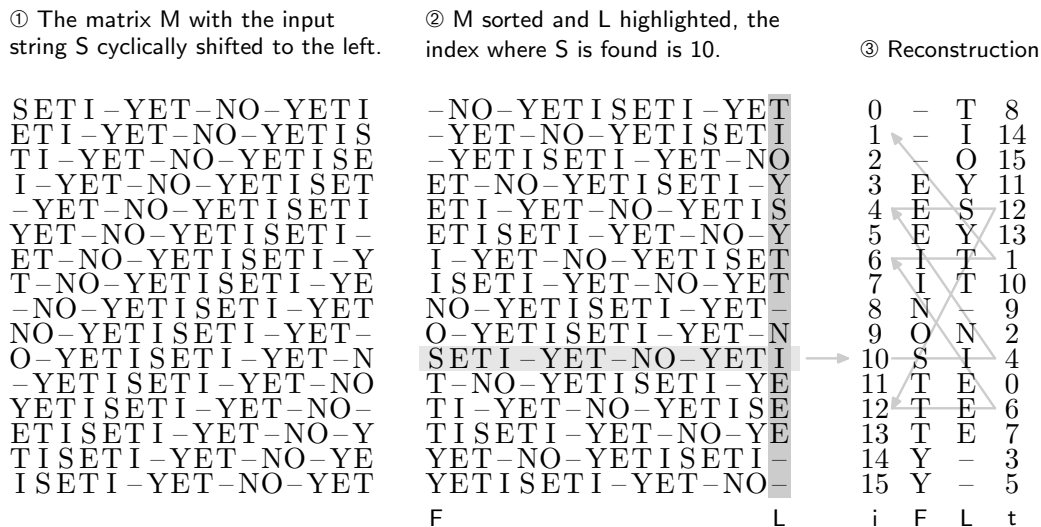 ① The matrix M with the input
string S cyclically shifted to the left.
SETI–YET–NO–YETI
ETI–YET–NO–YETIS
TI–YET–NO–YETISE
I–YET–NO–YETISET
–YET–NO–YETISETI
YET–NO–YETISETI–
ET–NO–YETISETI–Y
T–NO–YETISETI–YE
–NO–YETISETI–YET
NO–YETISETI–YET–
O–YETISETI–YET–N
–YETISETI–YET–NO
YETISETI–YET–NO–
ETISETI–YET–NO–Y
TISETI–YET–NO–YE
ISETI–YET–NO–YET
② M sorted and L highlighted, the
index where S is found is 10.
–NO–YETISETI–YET
–YET–NO–YETISETI
–YETISETI–YET–NO
ET–NO–YETISETI–Y
ETI–YET–NO–YETIS
ETISETI–YET–NO–Y
I–YET–NO–YETISET
ISETI–YET–NO–YET
NO–YETISETI–YET–
O–YETISETI–YET–N
SETI–YET–NO–YETI
T–NO–YETISETI–YE
TI–YET–NO–YETISE
TISETI–YET–NO–YE
YET–NO–YETISETI–
YETISETI–YET–NO–
F L
③ Reconstruction
0 – T 8
1 – I 14
2 – O 15
3 E Y 11
4 E S 12
5 E Y 13
6 I T 1
7 I T 10
8 N – 9
9 O N 2
10 S I 4
11 T E 0
12 T E 6
13 T E 7
14 Y – 3
15 Y – 5
i F L t